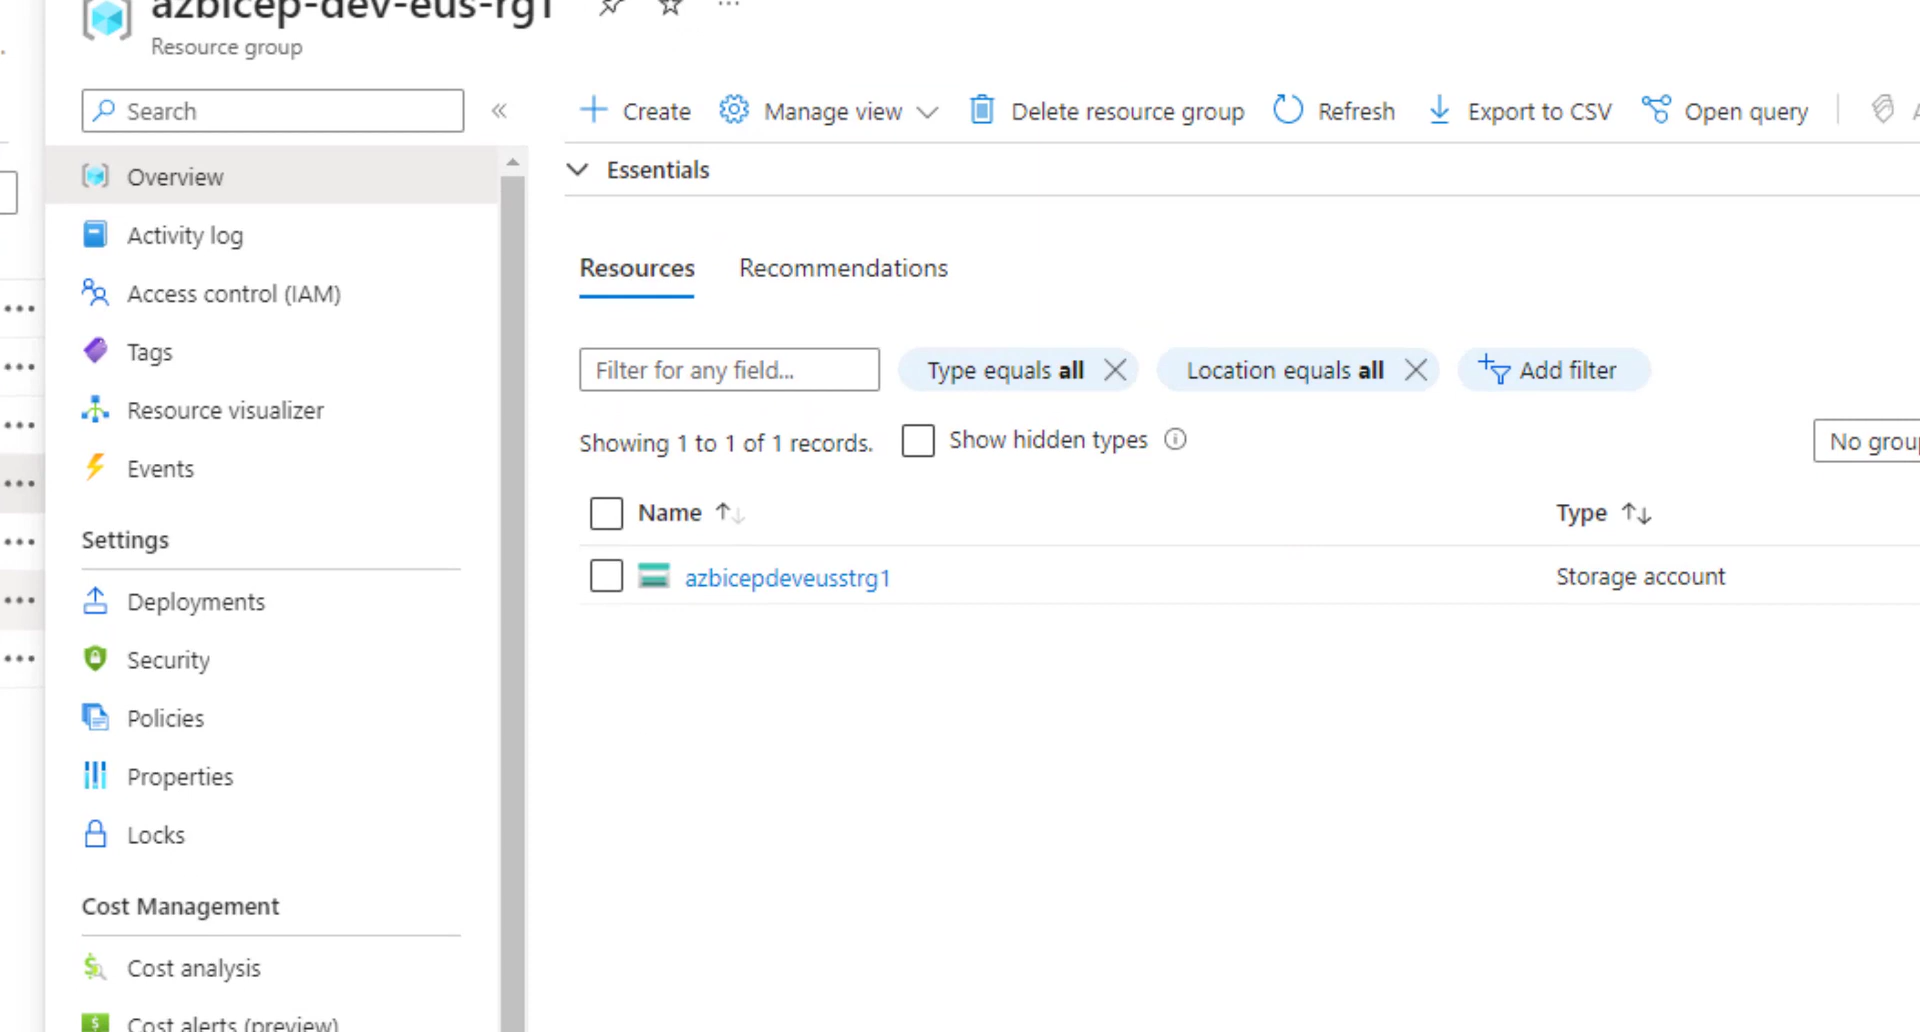 azbicep-dev-eus-rg1
Resource group
Search
Overview
Activity log
Access control (IAM)
Tags
Resource visualizer
Events
Settings
Deployments
Security
Policies
Properties
Locks
Cost Management
Cost analysis
Cost alerts (preview)
Create
Manage view
Delete resource group
Refresh
Export to CSV
Open query
Essentials
Resources
Recommendations
Filter for any field...
Type equals all
Location equals all
Add filter
Showing 1 to 1 of 1 records.
Show hidden types
No
Name
Type
azbicepdeveusstrg1
Storage account